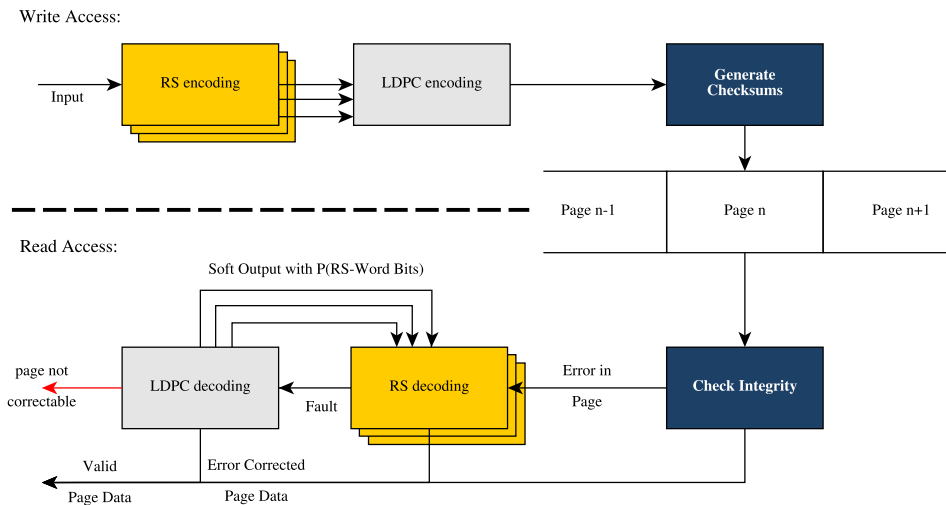 Write Access:
RS encoding
LDPC encoding
Generate
Checksums
Input
Page n-1
Page n
Page n+1
Read Access:
Soft Output with P(RS-Word Bits)
page not
correctable
LDPC decoding
Fault
RS decoding
Error in
Page
Check Integrity
Valid
Page Data
Error Corrected
Page Data